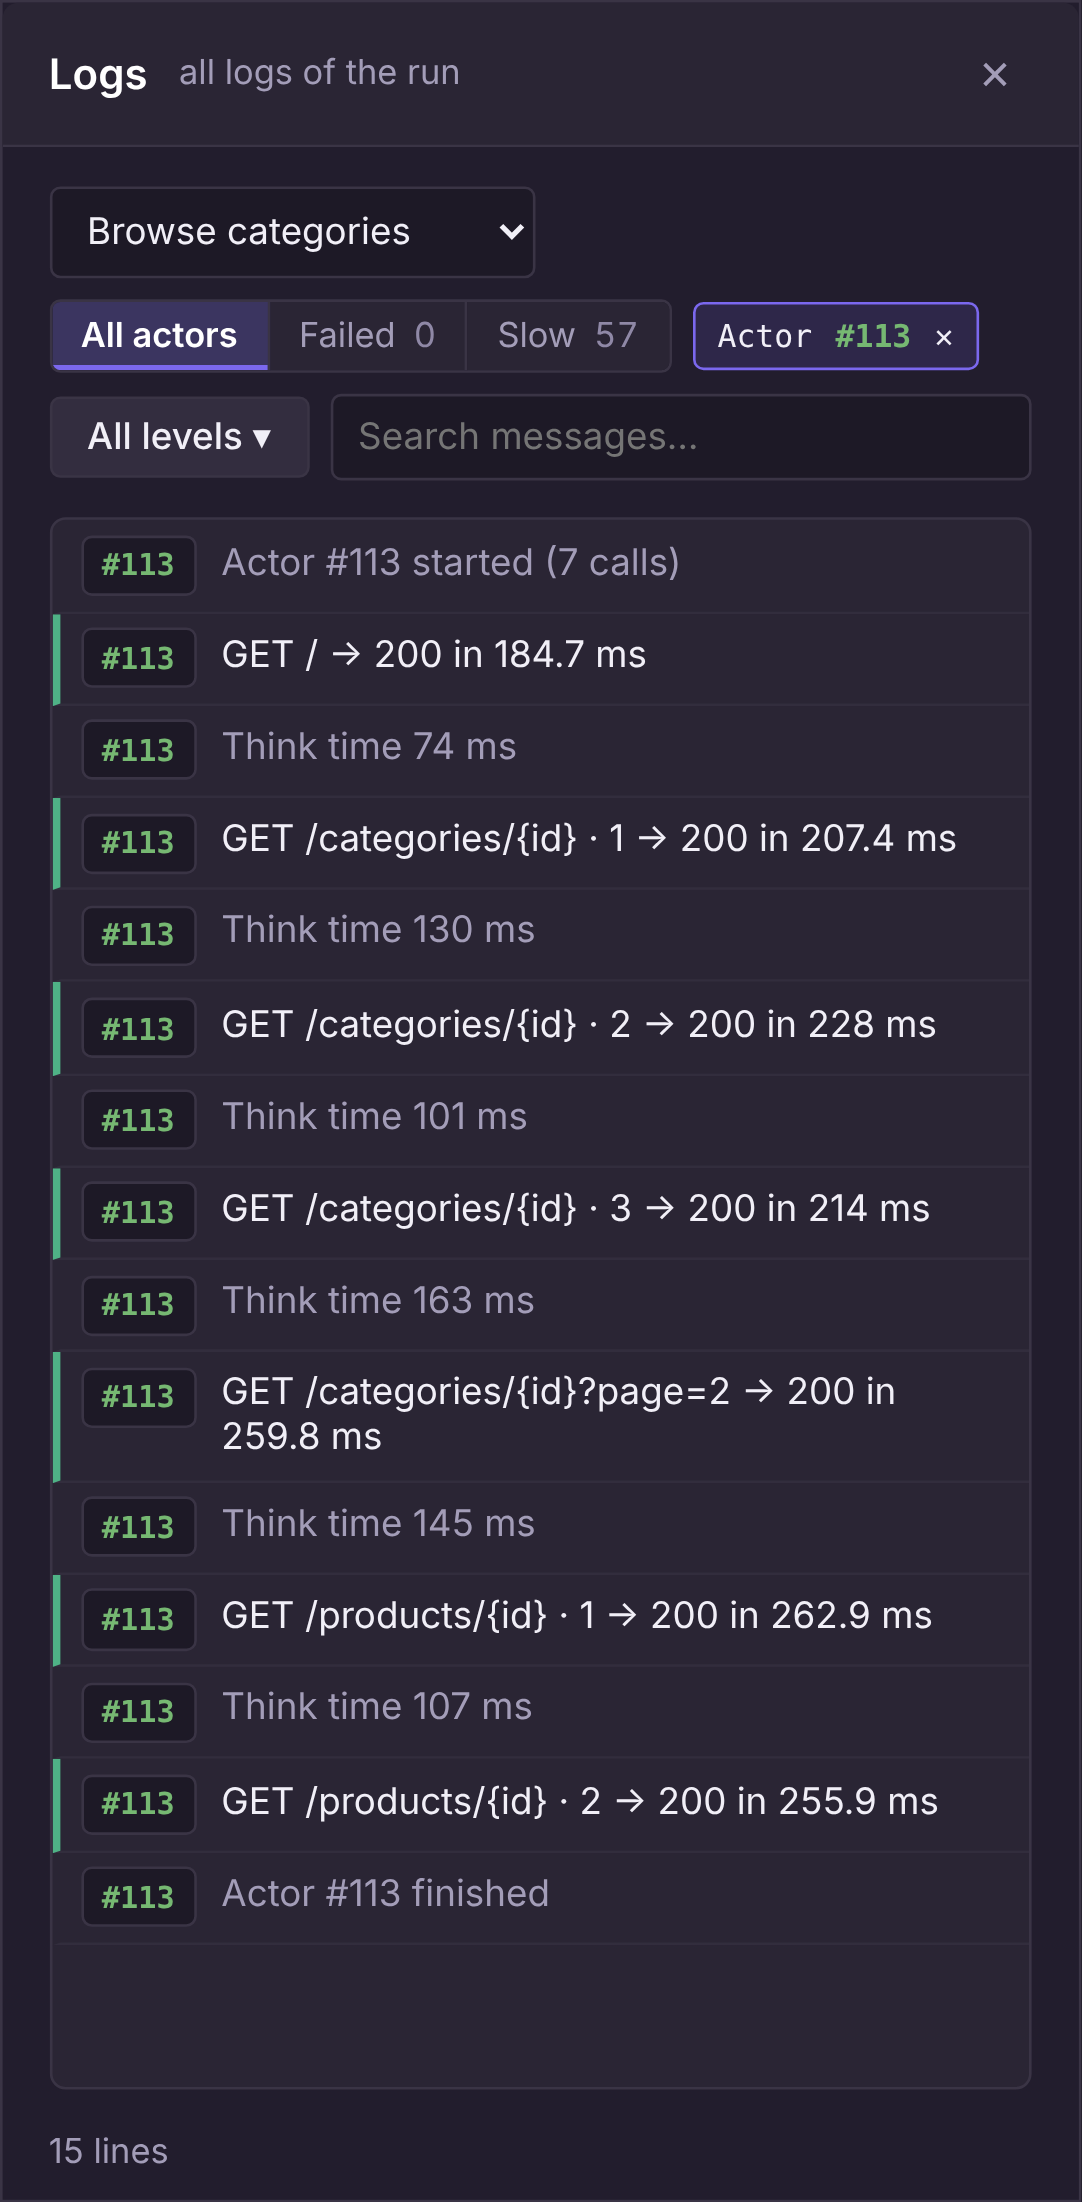 Logs all logs of the run ×
Browse categories
All actors Failed 0 Slow 57 Actor #113 ×
All levels ▾ Search messages...
#113 Actor #113 started (7 calls)
#113 GET / → 200 in 184.7 ms
#113 Think time 74 ms
#113 GET /categories/{id} · 1 → 200 in 207.4 ms
#113 Think time 130 ms
#113 GET /categories/{id} · 2 → 200 in 228 ms
#113 Think time 101 ms
#113 GET /categories/{id} · 3 → 200 in 214 ms
#113 Think time 163 ms
#113 GET /categories/{id}?page=2 → 200 in
259.8 ms
#113 Think time 145 ms
#113 GET /products/{id} · 1 → 200 in 262.9 ms
#113 Think time 107 ms
#113 GET /products/{id} · 2 → 200 in 255.9 ms
#113 Actor #113 finished
15 lines